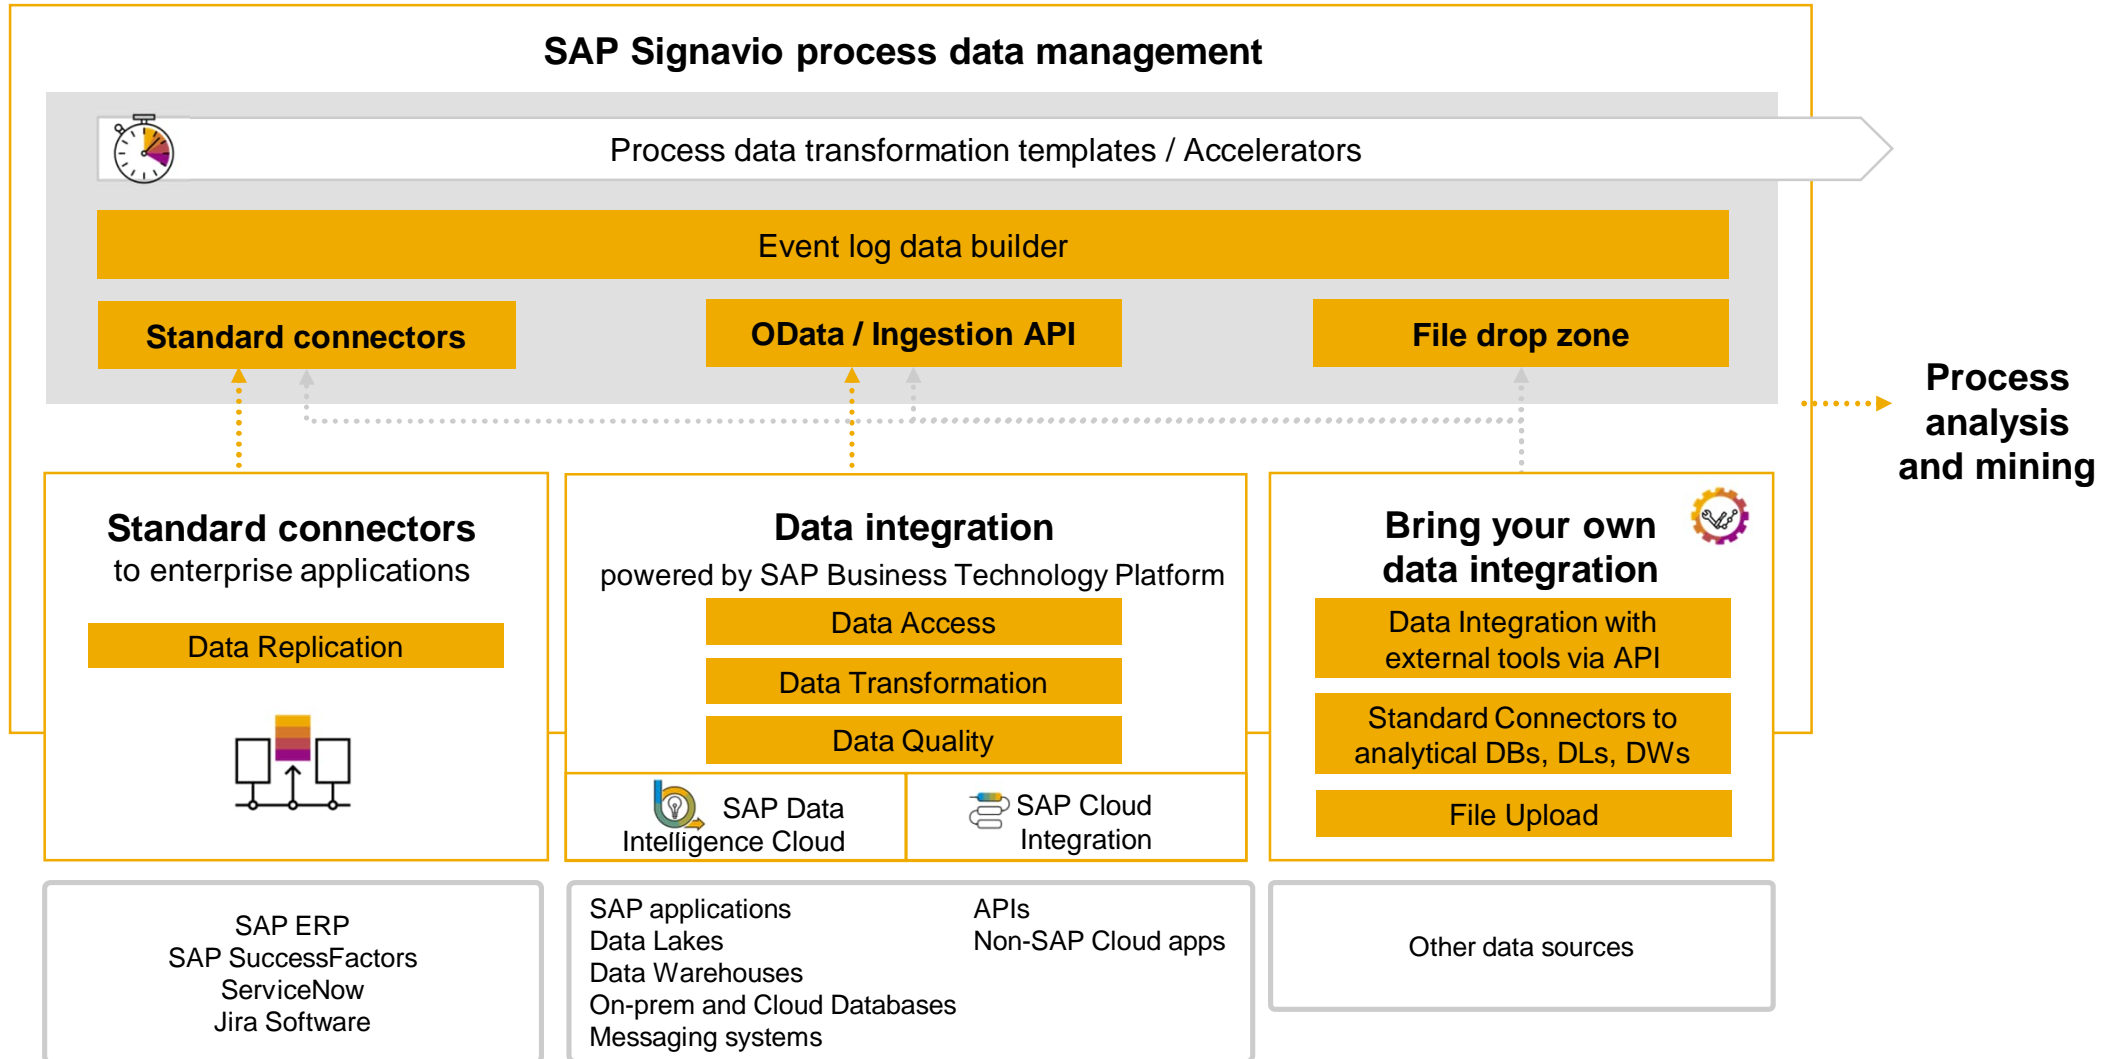 SAP Signavio process data management
Process data transformation templates / Accelerators
Event log data builder
Standard connectors
OData / Ingestion API
File drop zone
Process
analysis
and mining
Standard connectors
to enterprise applications
Data Replication
Data integration
powered by SAP Business Technology Platform
Data Access
Data Transformation
Data Quality
SAP Data
Intelligence Cloud
SAP Cloud
Integration
Bring your own
data integration
Data Integration with
external tools via API
Standard Connectors to
analytical DBs, DLs, DWs
File Upload
SAP ERP
SAP SuccessFactors
ServiceNow
Jira Software
SAP applications
Data Lakes
Data Warehouses
On-prem and Cloud Databases
Messaging systems
APIs
Non-SAP Cloud apps
Other data sources